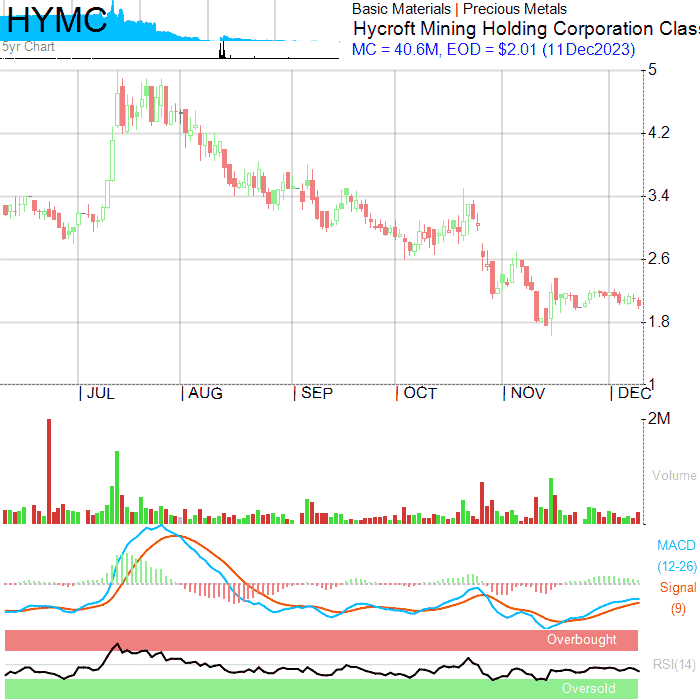 HYMC
5yr Chart
Basic Materials | Precious Metals
Hycroft Mining Holding Corporation Clas
MC = 40.6M, EOD = $2.01 (11Dec2023)
5
4.2
3.4
2.6
1.8
1
JUL AUG SEP OCT NOV DEC
2M
Volume
MACD
(12-26)
Signal
(9)
Overbought
RSI(14)
Oversold